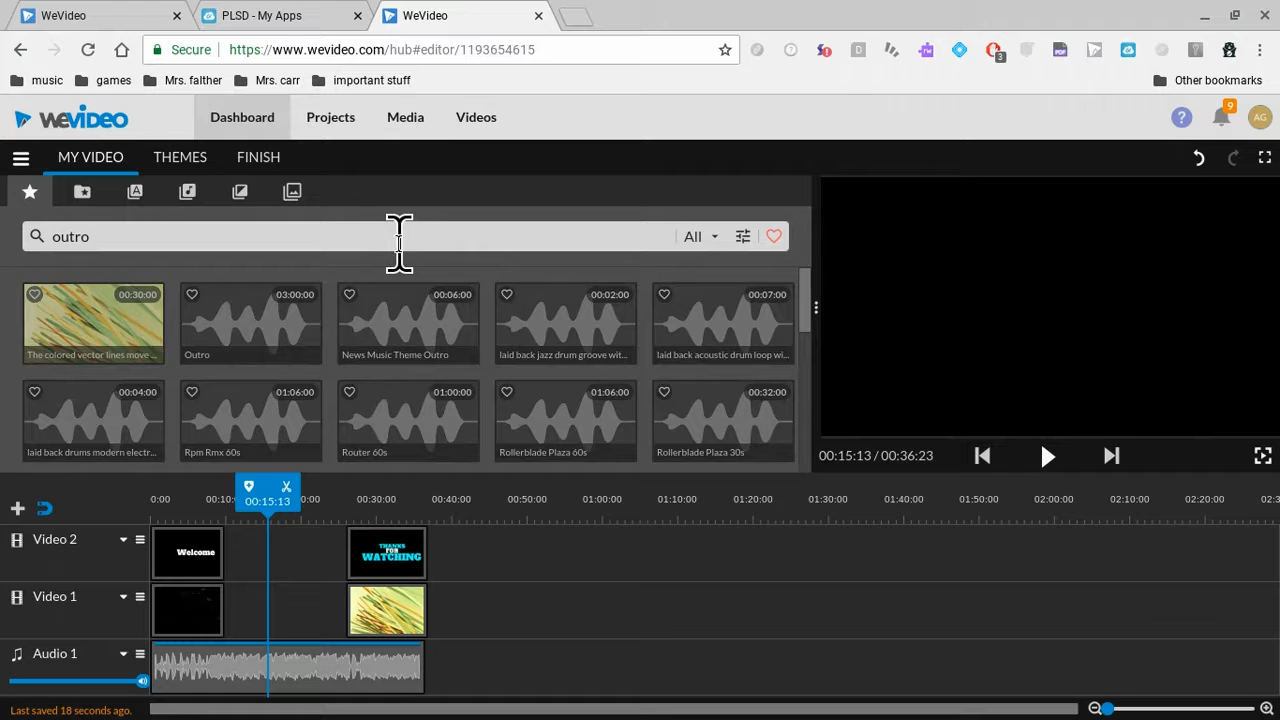 WeVideo
PLSD - My Apps
WeVideo
Secure
https://www.wevideo.com/hub#editor/1193654615
3
music
games
Mrs. falther
Mrs. carr
important stuff
Other bookmarks
WEVIDEO
Dashboard
Projects
Media
Videos
?
9
AG
MY VIDEO
THEMES
FINISH
outro
All
00:30:00
03:00:00
00:06:00
00:02:00
00:07:00
The colored vector lines move ...
Outro
News Music Theme Outro
laid back jazz drum groove wit...
laid back acoustic drum loop wi...
00:04:00
01:06:00
01:00:00
01:06:00
00:32:00
laid back drums modern electr...
Rpm Rmx 60s
Router 60s
Rollerblade Plaza 60s
Rollerblade Plaza 30s
00:15:13 / 00:36:23
00:15:13
0:00
00:30:00
00:40:00
00:50:00
01:00:00
01:10:00
01:20:00
01:30:00
01:40:00
01:50:00
02:00:00
02:10:00
02:20:00
Video 2
Welcome
THANKS
FOR
WATCHING
Video 1
Audio 1
Last saved 18 seconds ago.